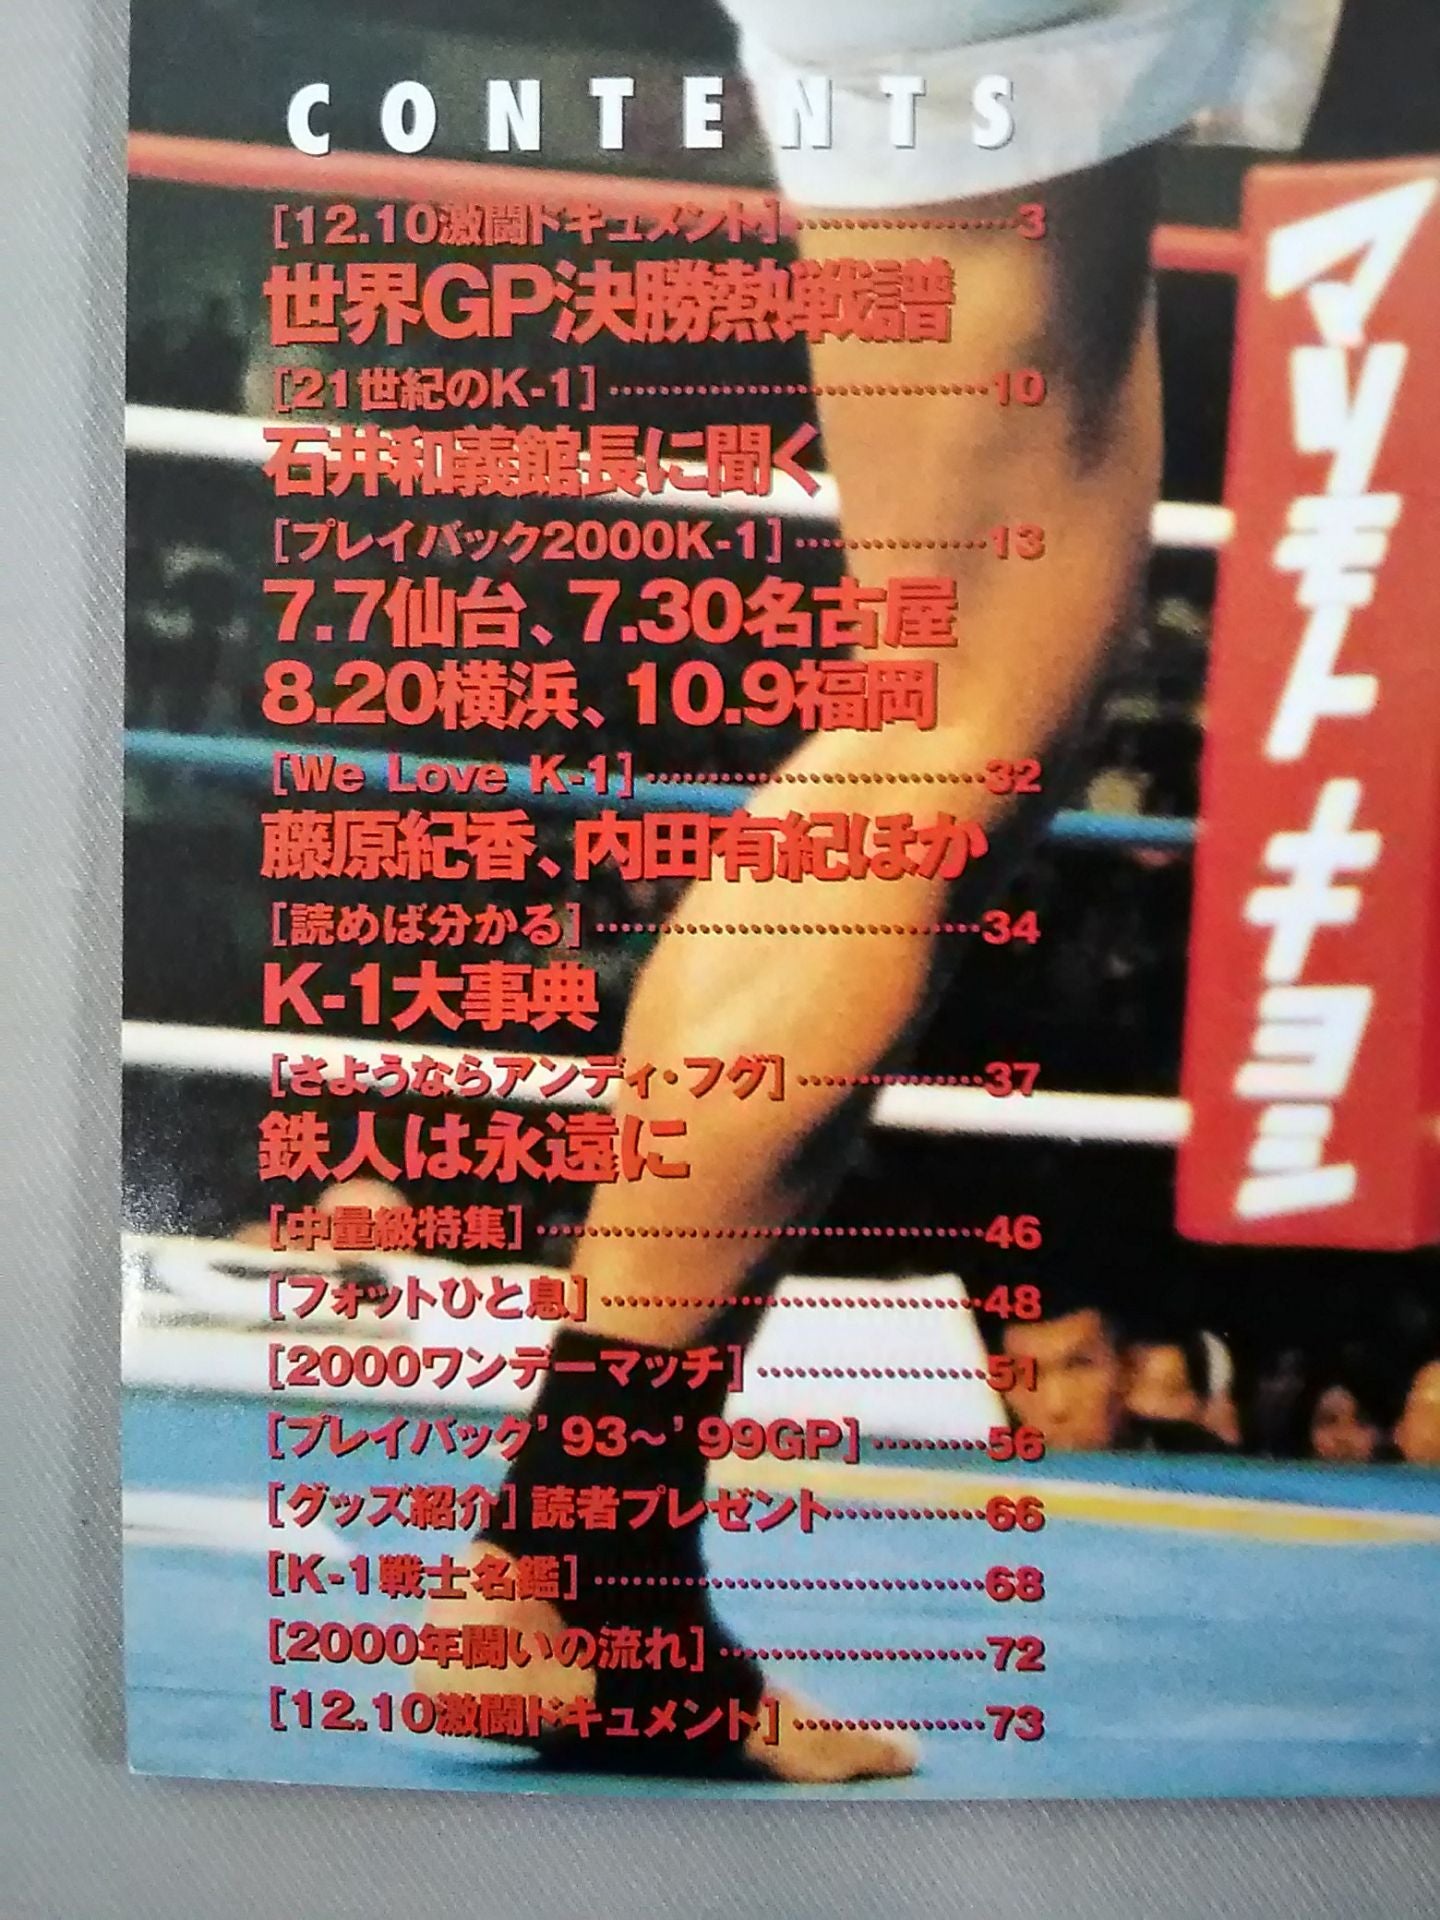 CONTENTS
[12.10激闘ドキュメント]……………3
世界GP決勝熱戦譜
[21世紀のK-1]……………10
石井和義館長に聞く
[プレイバック2000K-1]……………13
7.7仙台、7.30名古屋
8.20横浜、10.9福岡
[We Love K-1]……………32
藤原紀香、内田有紀ほか
[読めば分かる]……………34
K-1大事典
[さようならアンディ・フグ]……………37
鉄人は永遠に
[中量級特集]……………46
[フォットひと息]……………48
[2000ワンデーマッチ]……………51
[プレイバック'93〜'99GP]………56
[グッズ紹介]読者プレゼント…………66
[K-1戦士名鑑]……………68
[2000年闘いの流れ]……………72
[12.10激闘ドキュメント]……………73
マツモトキヨシ